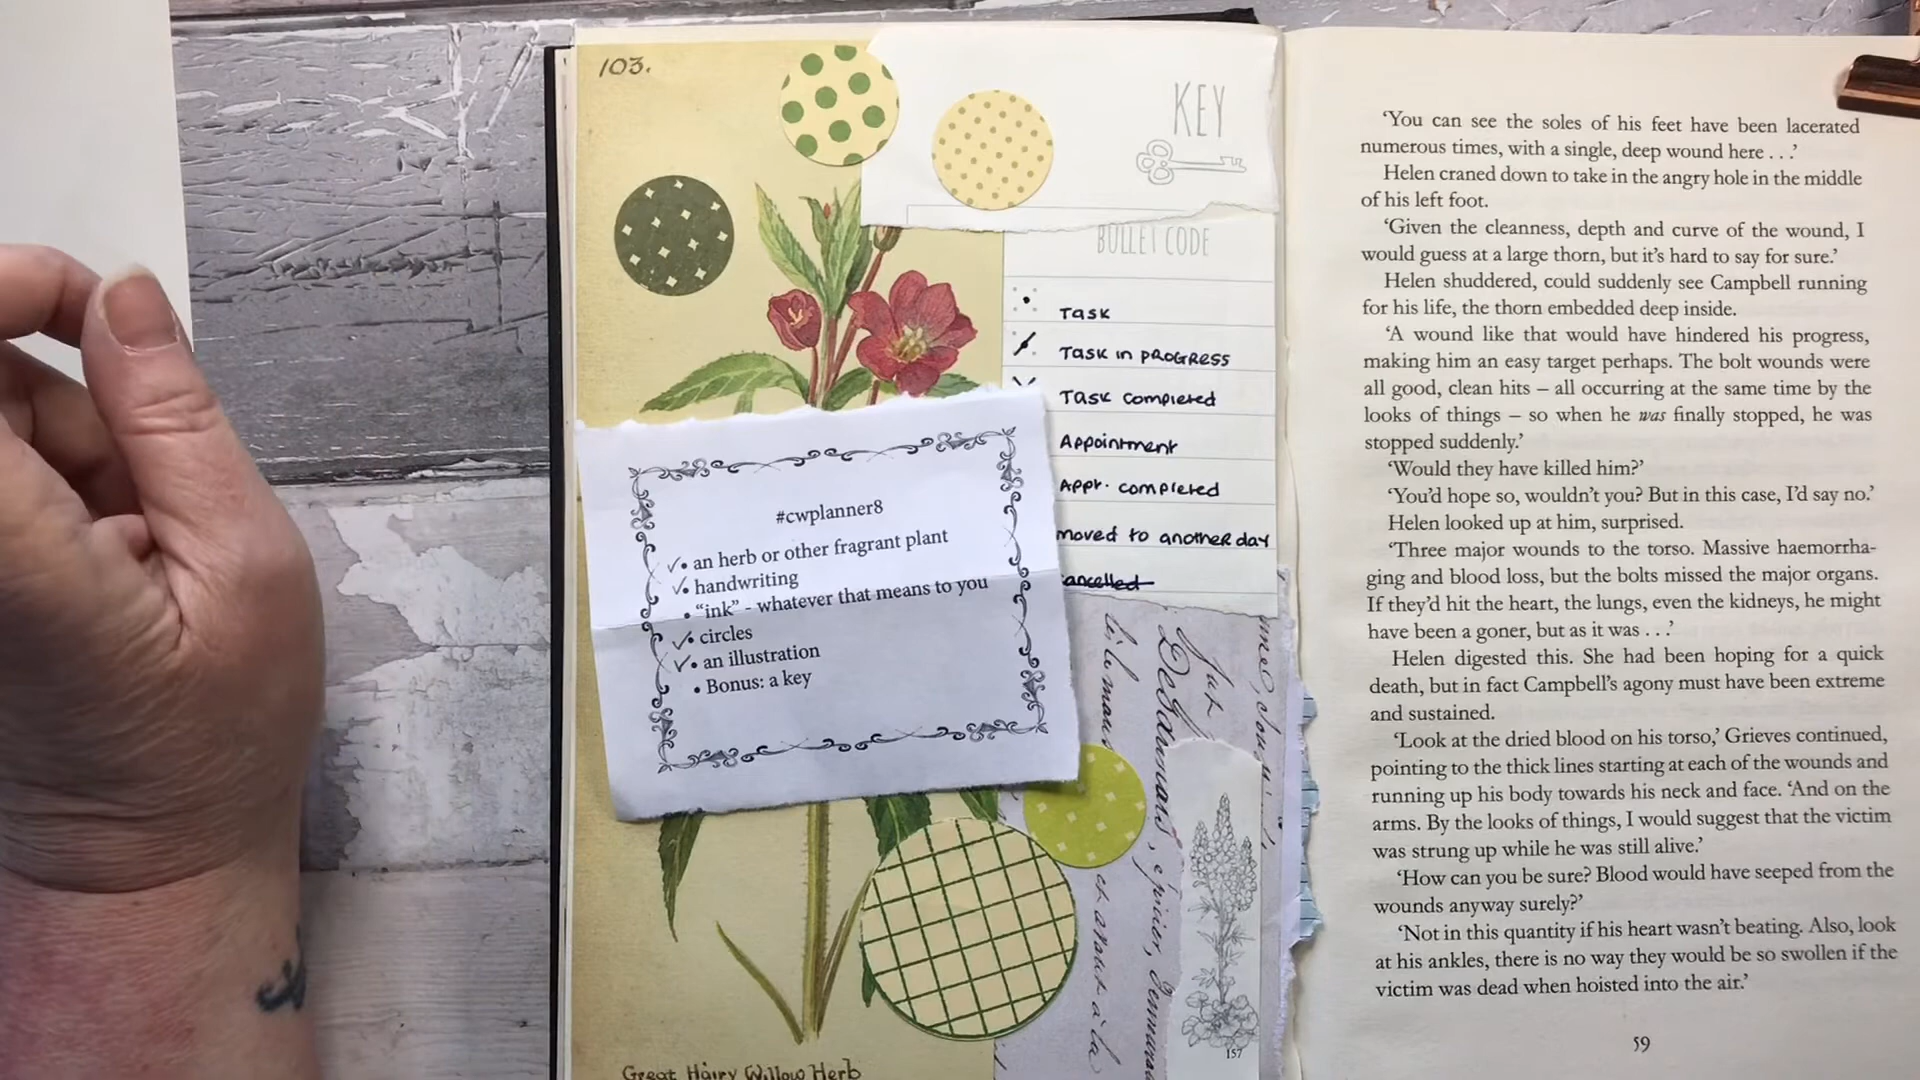 103.
KEY
BULLET CODE
Task
Task in progress
Task completed
Appointment
Appt. completed
moved to another day
ancelled
#cwplanner8
• an herb or other fragrant plant
• handwriting
• “ink” - whatever that means to you
• circles
• an illustration
• Bonus: a key
157
Great Hairy Willow Herb
‘You can see the soles of his feet have been lacerated
numerous times, with a single, deep wound here . . .’
Helen craned down to take in the angry hole in the middle
of his left foot.
‘Given the cleanness, depth and curve of the wound, I
would guess at a large thorn, but it’s hard to say for sure.’
Helen shuddered, could suddenly see Campbell running
for his life, the thorn embedded deep inside.
‘A wound like that would have hindered his progress,
making him an easy target perhaps. The bolt wounds were
all good, clean hits – all occurring at the same time by the
looks of things – so when he was finally stopped, he was
stopped suddenly.’
‘Would they have killed him?’
‘You’d hope so, wouldn’t you? But in this case, I’d say no.’
Helen looked up at him, surprised.
‘Three major wounds to the torso. Massive haemorrha-
ging and blood loss, but the bolts missed the major organs.
If they’d hit the heart, the lungs, even the kidneys, he might
have been a goner, but as it was . . .’
Helen digested this. She had been hoping for a quick
death, but in fact Campbell’s agony must have been extreme
and sustained.
‘Look at the dried blood on his torso,’ Grieves continued,
pointing to the thick lines starting at each of the wounds and
running up his body towards his neck and face. ‘And on the
arms. By the looks of things, I would suggest that the victim
was strung up while he was still alive.’
‘How can you be sure? Blood would have seeped from the
wounds anyway surely?’
‘Not in this quantity if his heart wasn’t beating. Also, look
at his ankles, there is no way they would be so swollen if the
victim was dead when hoisted into the air.’
59